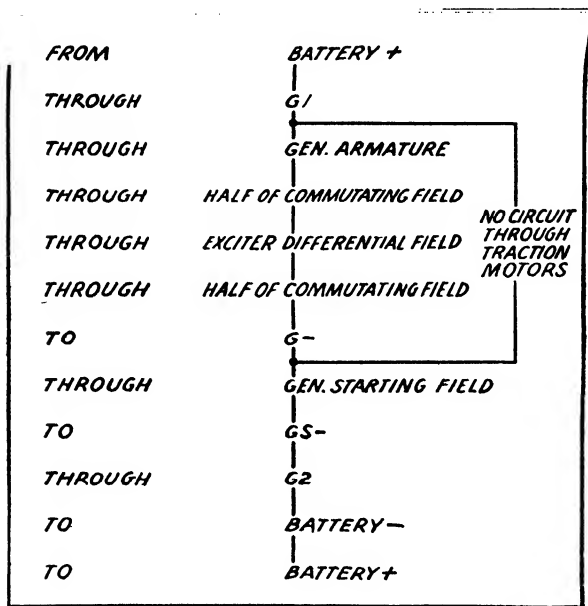 FROM BATTERY +
THROUGH G1
THROUGH GEN. ARMATURE
THROUGH HALF OF COMMUTATING FIELD
THROUGH EXCITER DIFFERENTIAL FIELD
THROUGH HALF OF COMMUTATING FIELD
TO G-
THROUGH GEN. STARTING FIELD
TO GS-
THROUGH G2
TO BATTERY-
TO BATTERY+
NO CIRCUIT
THROUGH
TRACTION
MOTORS